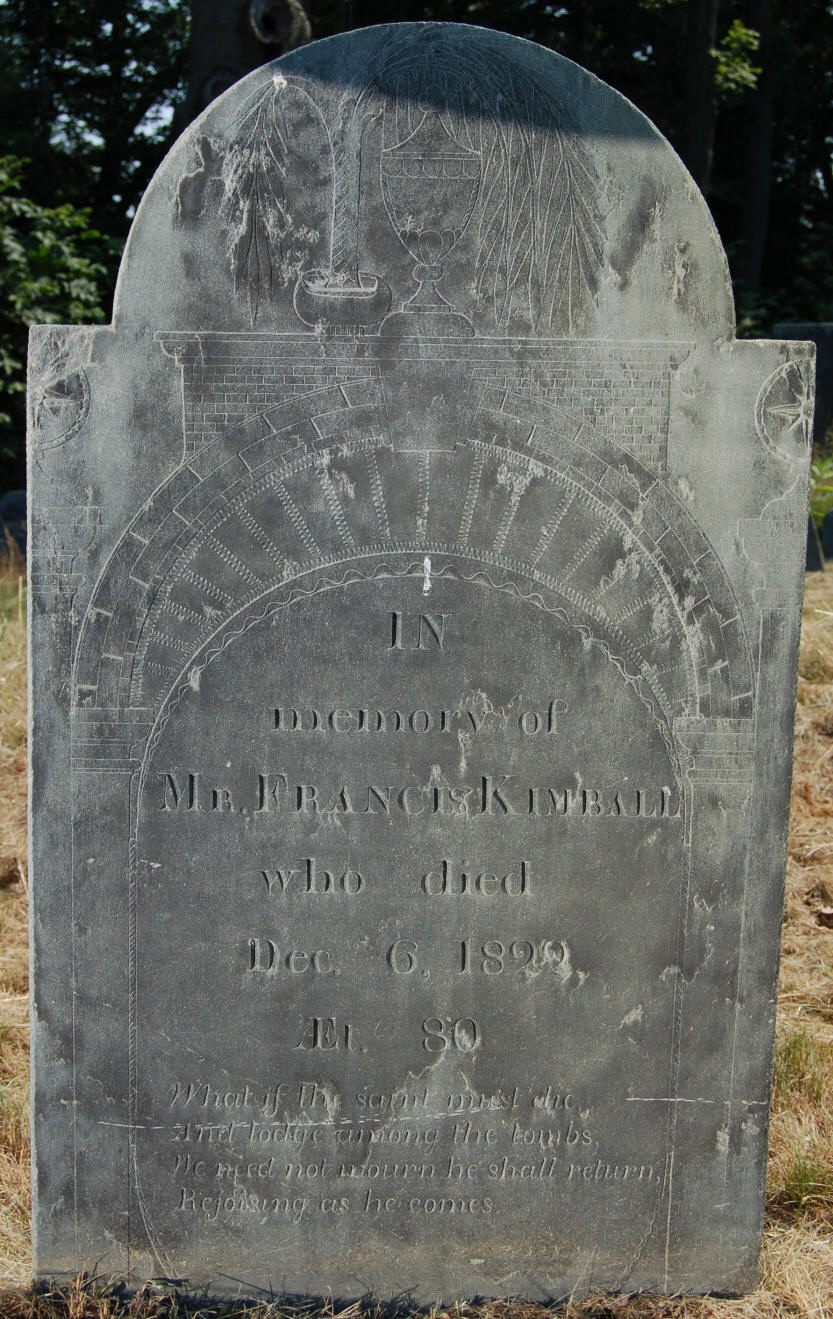 IN
memory of
MR. FRANCIS KIMBALL
who died
Dec. 6, 1822
Æt. 80
What if the saint must die,
And lodge among the tombs,
We need not mourn he shall return,
Rejoising as he comes.